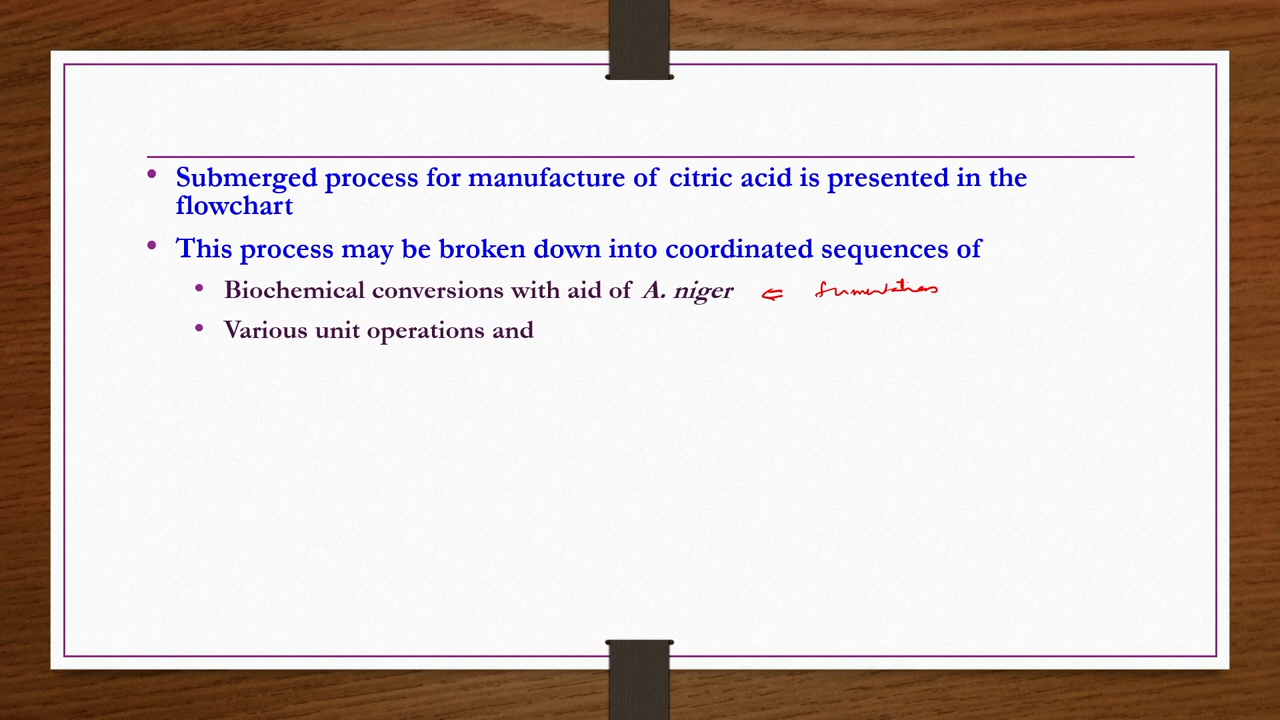 Submerged process for manufacture of citric acid is presented in the
flowchart
This process may be broken down into coordinated sequences of
Biochemical conversions with aid of A. niger ⇐
Various unit operations and